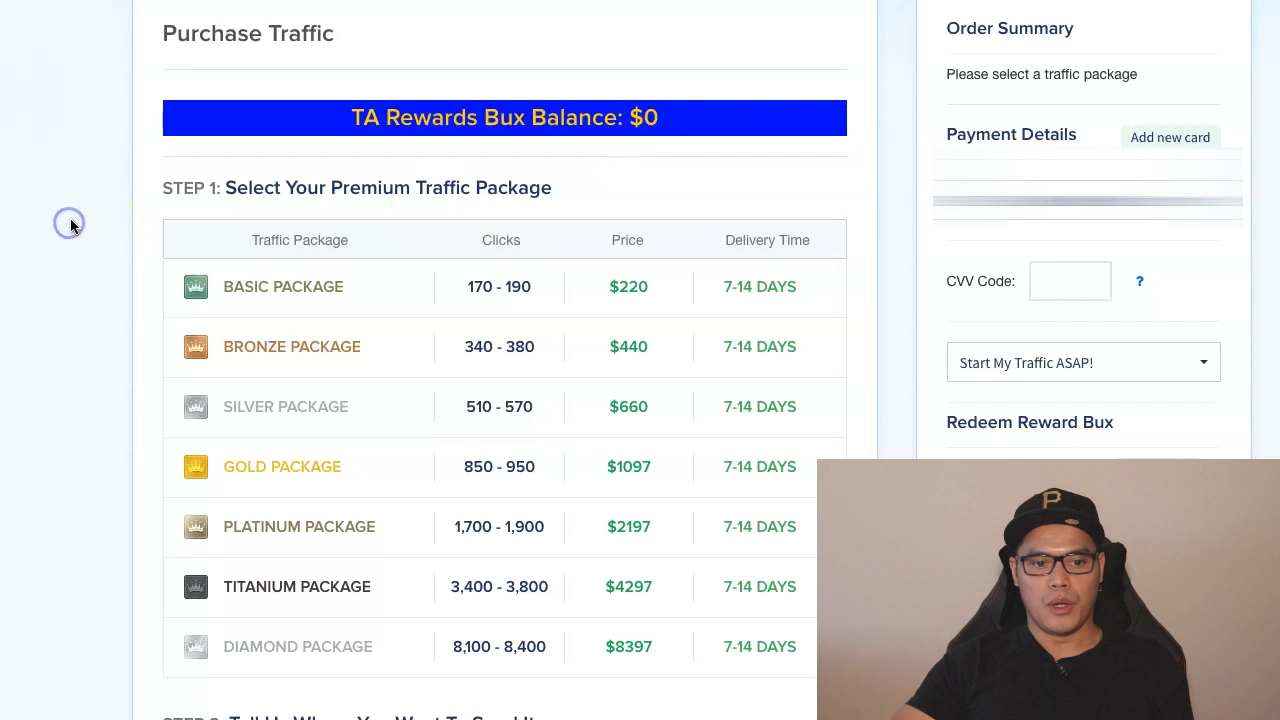 Purchase Traffic
TA Rewards Bux Balance: $0
STEP 1: Select Your Premium Traffic Package
Traffic Package Clicks Price Delivery Time
BASIC PACKAGE 170 - 190 $220 7-14 DAYS
BRONZE PACKAGE 340 - 380 $440 7-14 DAYS
SILVER PACKAGE 510 - 570 $660 7-14 DAYS
GOLD PACKAGE 850 - 950 $1097 7-14 DAYS
PLATINUM PACKAGE 1,700 - 1,900 $2197 7-14 DAYS
TITANIUM PACKAGE 3,400 - 3,800 $4297 7-14 DAYS
DIAMOND PACKAGE 8,100 - 8,400 $8397 7-14 DAYS
Order Summary
Please select a traffic package
Payment Details Add new card
CVV Code: ?
Start My Traffic ASAP!
Redeem Reward Bux
P